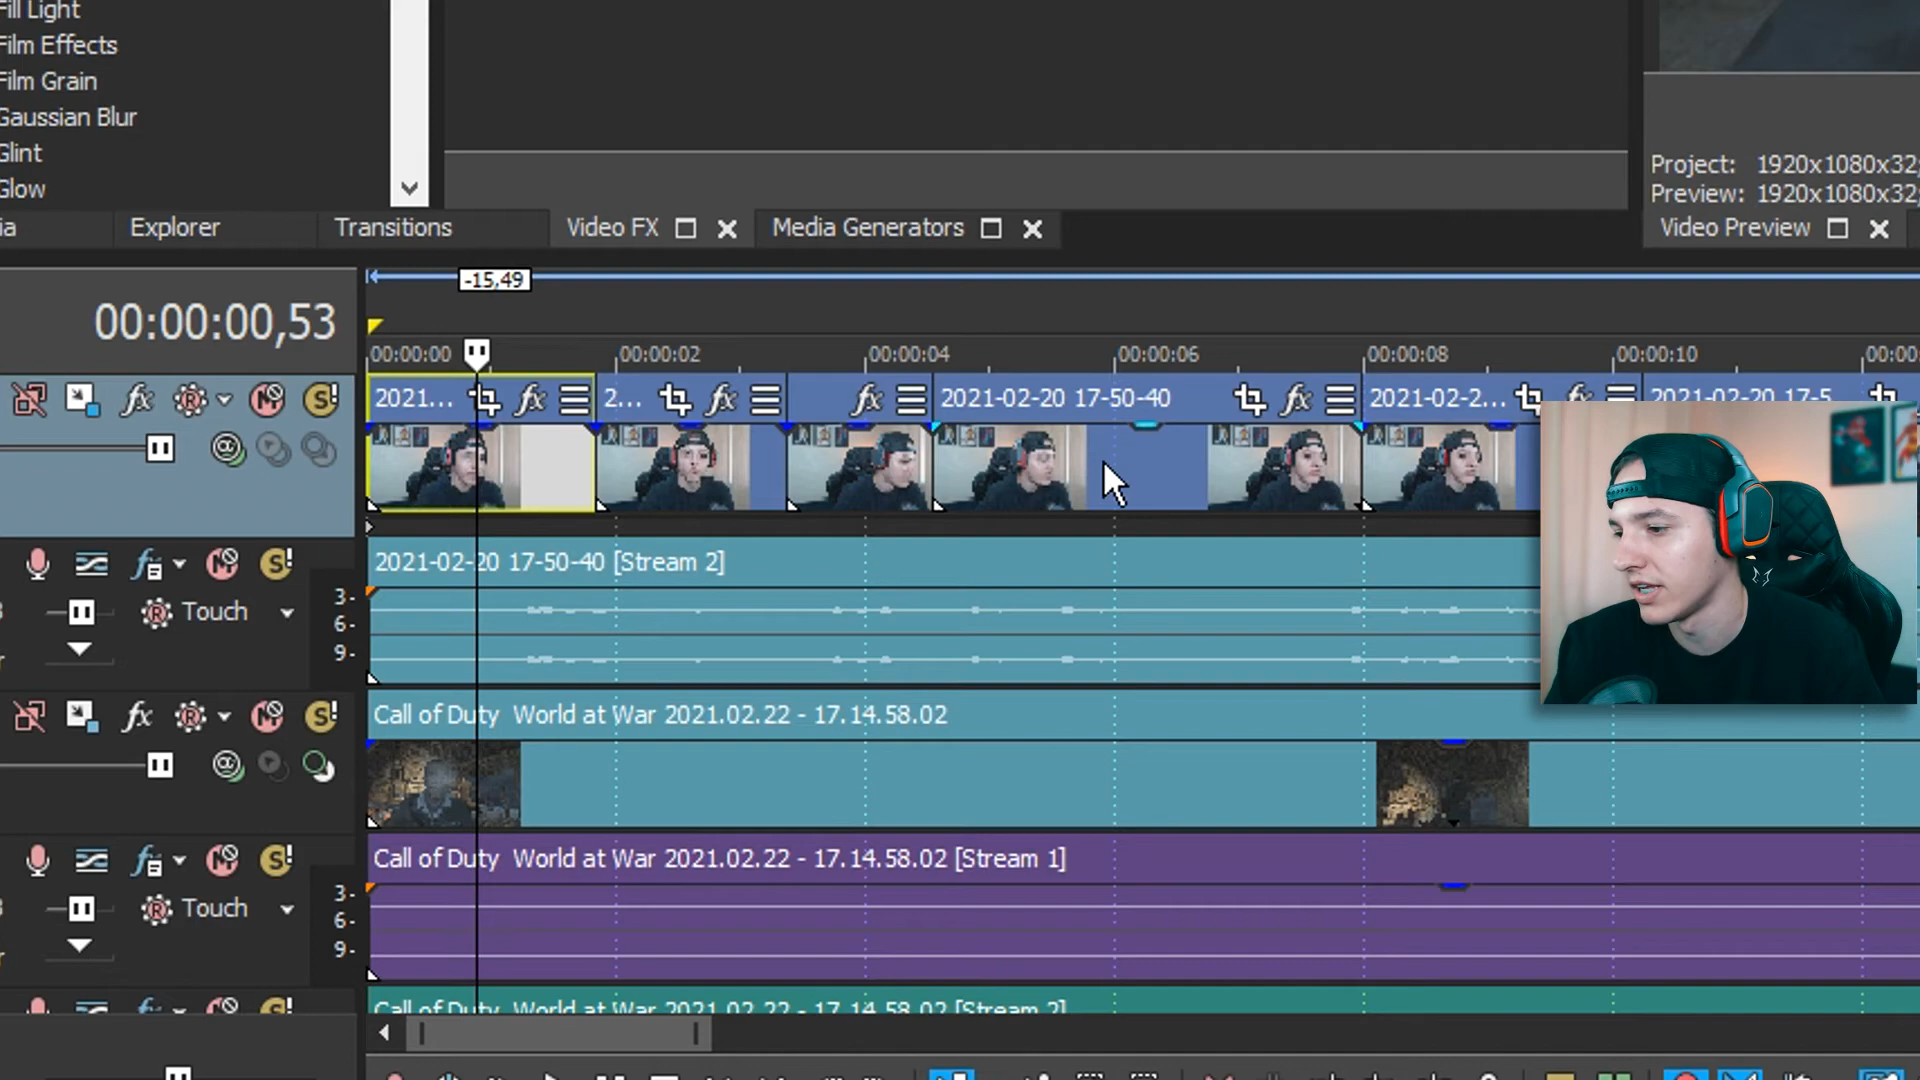 Fill Light
Film Effects
Film Grain
Gaussian Blur
Glint
Glow
Explorer
Transitions
Video FX
Media Generators
Project: 1920x1080x32;
Preview: 1920x1080x32;
Video Preview
-15,49
00:00:00,53
00:00:00
00:00:02
00:00:04
00:00:06
00:00:08
00:00:10
00:00:
2021...
2...
2021-02-20 17-50-40
2021-02-2...
2021-02-20 17-5
2021-02-20 17-50-40 [Stream 2]
Touch
3-
6-
9-
Call of Duty  World at War 2021.02.22 - 17.14.58.02
Call of Duty  World at War 2021.02.22 - 17.14.58.02 [Stream 1]
Touch
3-
6-
9-
Call of Duty  World at War 2021.02.22 - 17.14.58.02 [Stream 2]